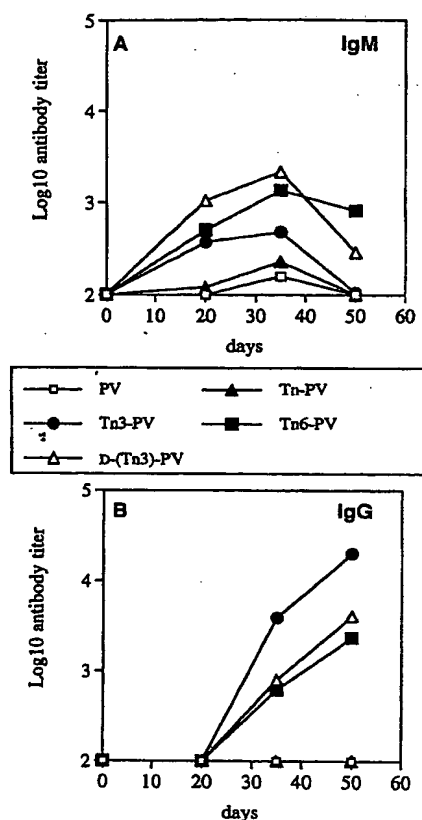 A IgM
5
4
3
2
Log10 antibody titer
0 10 20 30 40 50 60
days
PV Tn-PV
Tn3-PV Tn6-PV
D-(Tn3)-PV
B IgG
5
4
3
2
Log10 antibody titer
0 10 20 30 40 50 60
days